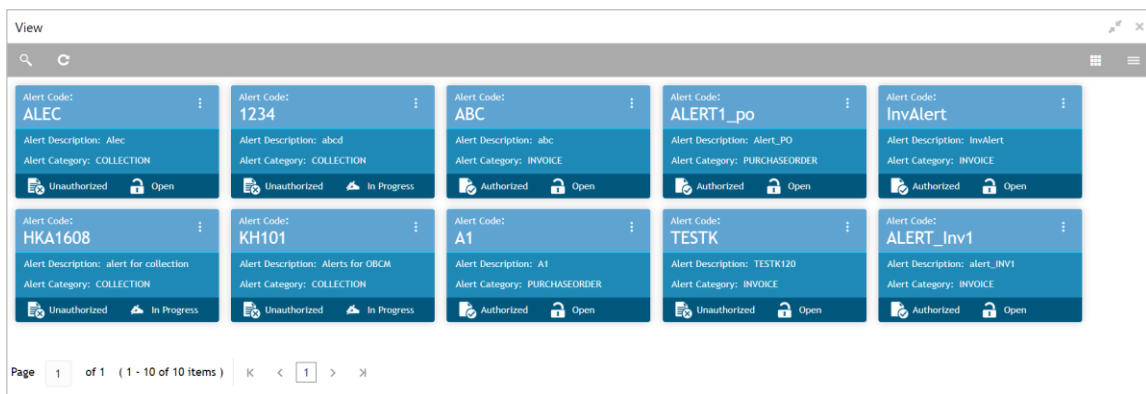 View
Alert Code:
ALEC
Alert Description: Alec
Alert Category: COLLECTION
Unauthorized Open
Alert Code:
1234
Alert Description: abcd
Alert Category: COLLECTION
Unauthorized In Progress
Alert Code:
ABC
Alert Description: abc
Alert Category: INVOICE
Authorized Open
Alert Code:
ALERT1_po
Alert Description: Alert_PO
Alert Category: PURCHASEORDER
Authorized Open
Alert Code:
InvAlert
Alert Description: InvAlert
Alert Category: INVOICE
Authorized Open
Alert Code:
HKA1608
Alert Description: alert for collection
Alert Category: COLLECTION
Unauthorized In Progress
Alert Code:
KH101
Alert Description: Alerts for OBCM
Alert Category: COLLECTION
Unauthorized In Progress
Alert Code:
A1
Alert Description: A1
Alert Category: PURCHASEORDER
Authorized Open
Alert Code:
TESTK
Alert Description: TESTK120
Alert Category: INVOICE
Unauthorized Open
Alert Code:
ALERT_Inv1
Alert Description: alert_INV1
Alert Category: INVOICE
Authorized Open
Page 1 of 1 ( 1 - 10 of 10 items ) 1